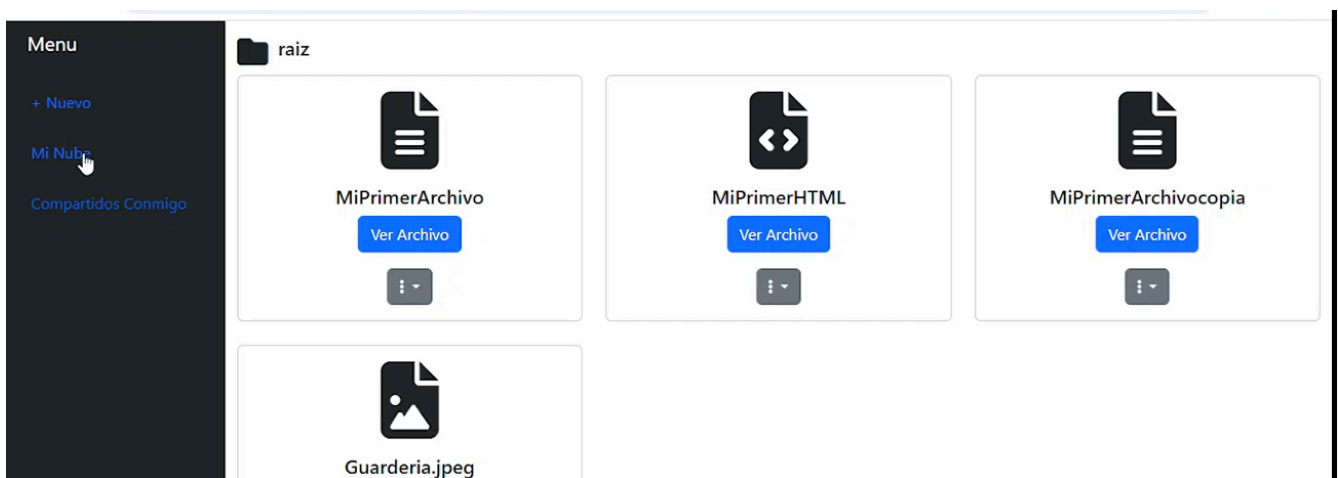 Menu
+ Nuevo
Mi Nube
Compartidos Conmigo
raiz
MiPrimerArchivo
Ver Archivo
MiPrimerHTML
Ver Archivo
MiPrimerArchivocopia
Ver Archivo
Guarderia.jpeg